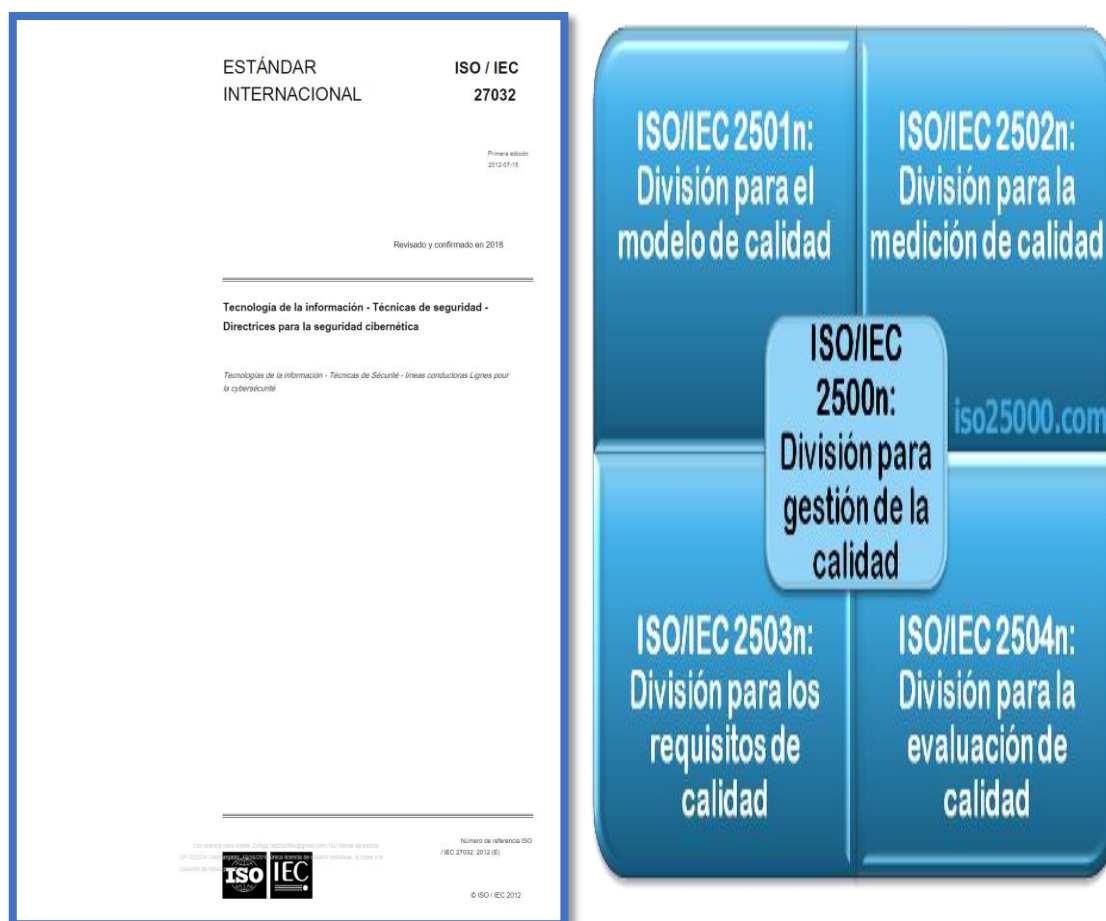 ESTÁNDAR
INTERNACIONAL
ISO / IEC
27032
Primera edición
2012-07-15
Revisado y confirmado en 2018
Tecnología de la información - Técnicas de seguridad -
Directrices para la seguridad cibernética
Tecnologías de la información - Técnicas de Sécurité - líneas conductoras Lignes pour
la cybersécurité
Número de referencia ISO
/ IEC 27032: 2012 (E)
ISO
IEC
© ISO / IEC 2012
ISO/IEC 2501n:
División para el
modelo de calidad
ISO/IEC 2502n:
División para la
medición de calidad
ISO/IEC
2500n:
División para
gestión de la
calidad
iso25000.com
ISO/IEC 2503n:
División para los
requisitos de
calidad
ISO/IEC 2504n:
División para la
evaluación de
calidad